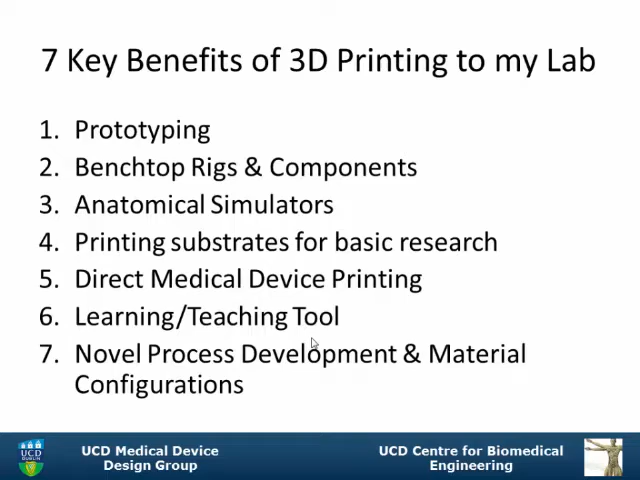 7 Key Benefits of 3D Printing to my Lab
1. Prototyping
2. Benchtop Rigs & Components
3. Anatomical Simulators
4. Printing substrates for basic research
5. Direct Medical Device Printing
6. Learning/Teaching Tool
7. Novel Process Development & Material
Configurations
UCD
DUBLIN
UCD Medical Device
Design Group
UCD Centre for Biomedical
Engineering